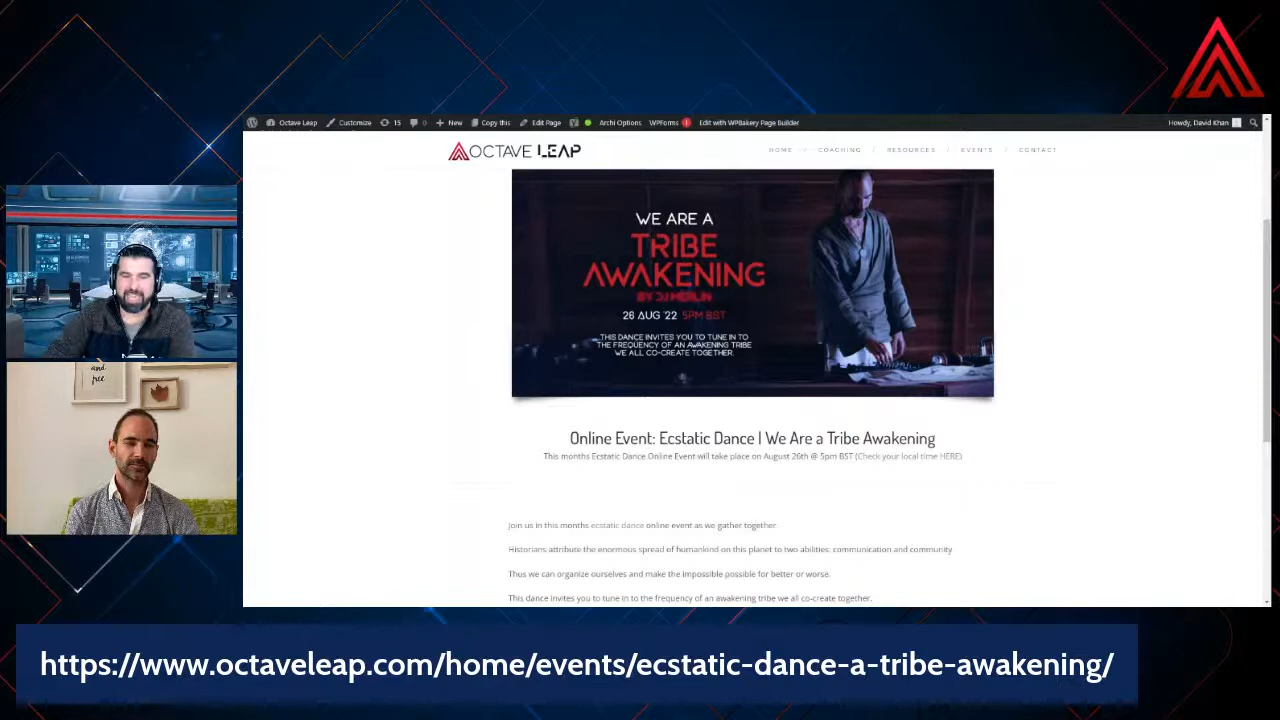 Octave Leap Customize 15 0 New Copy this Edit Page Archi Options WPForms Edit with WPBakery Page Builder Howdy, David Khan
OCTAVE LEAP
HOME / COACHING / RESOURCES / EVENTS / CONTACT
WE ARE A
TRIBE
AWAKENING
BY DJ MERLIN
26 AUG '22 5PM BST
THIS DANCE INVITES YOU TO TUNE IN TO
THE FREQUENCY OF AN AWAKENING TRIBE
WE ALL CO-CREATE TOGETHER.
and
free
Online Event: Ecstatic Dance | We Are a Tribe Awakening
This months Ecstatic Dance Online Event will take place on August 26th @ 5pm BST (Check your local time HERE)
Join us in this months ecstatic dance online event as we gather together.
Historians attribute the enormous spread of humankind on this planet to two abilities: communication and community
Thus we can organize ourselves and make the impossible possible for better or worse.
This dance invites you to tune in to the frequency of an awakening tribe we all co-create together.
https://www.octaveleap.com/home/events/ecstatic-dance-a-tribe-awakening/